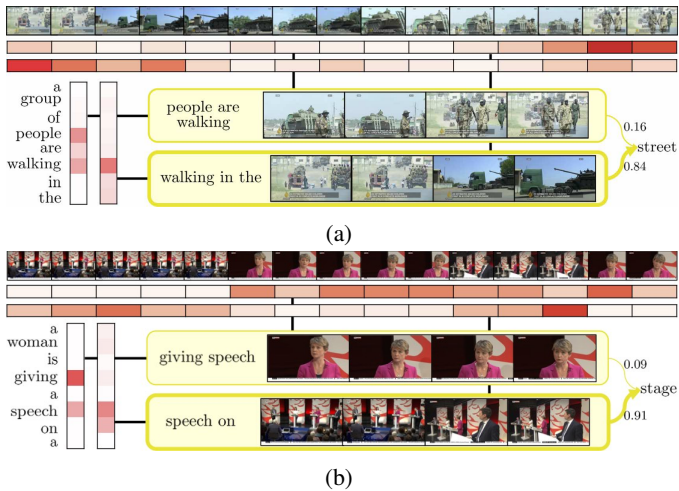 a
group
of
people
are
walking
in
the
people are
walking
walking in the
0.16
street
0.84
(a)
a
woman
is
giving
a
speech
on
a
giving speech
speech on
0.09
stage
0.91
(b)